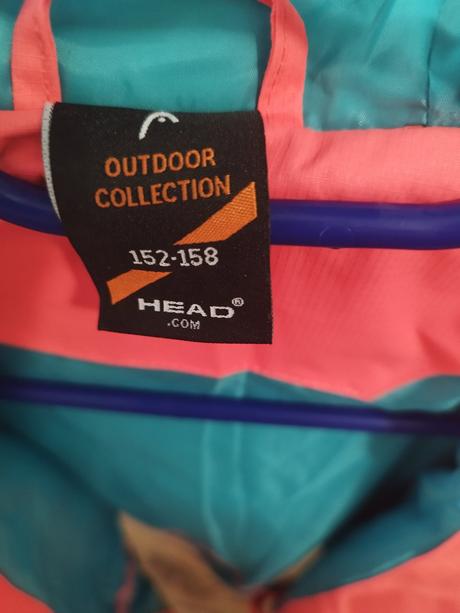 OUTDOOR
COLLECTION
152-158
HEAD®
.COM